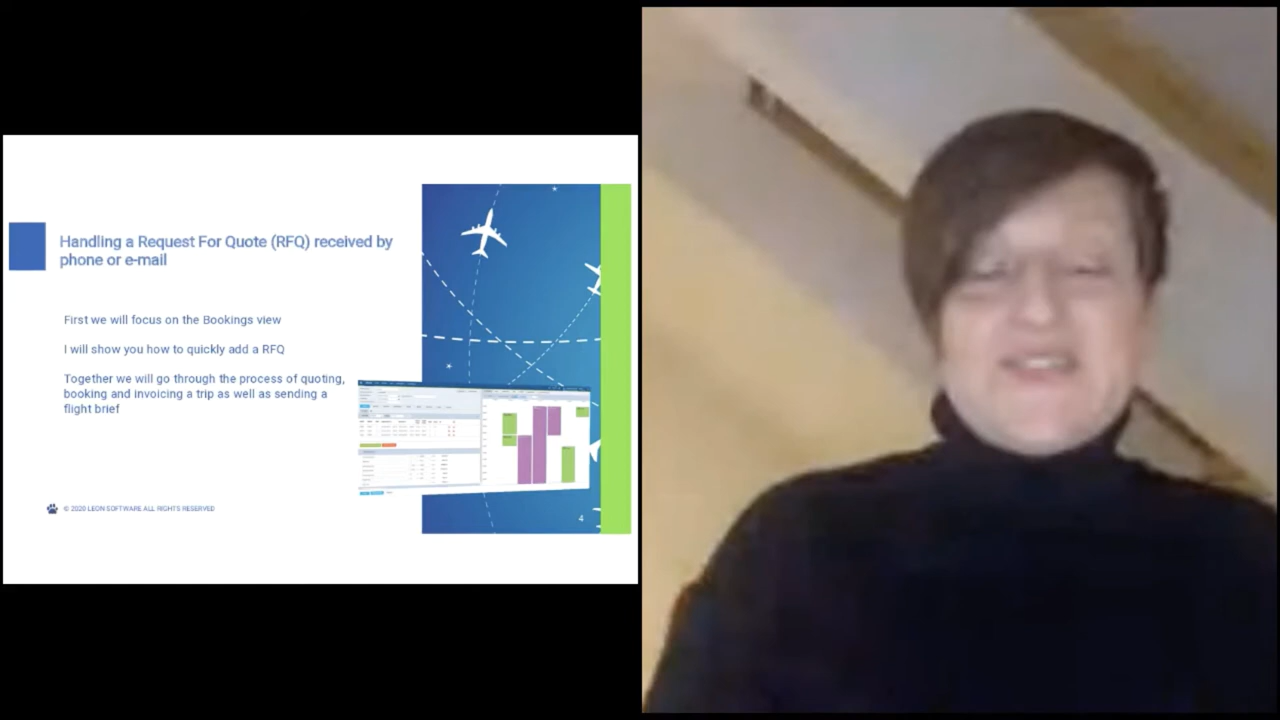 Handling a Request For Quote (RFQ) received by
phone or e-mail
First we will focus on the Bookings view
I will show you how to quickly add a RFQ
Together we will go through the process of quoting,
booking and invoicing a trip as well as sending a
flight brief
© 2020 LEON SOFTWARE ALL RIGHTS RESERVED
4